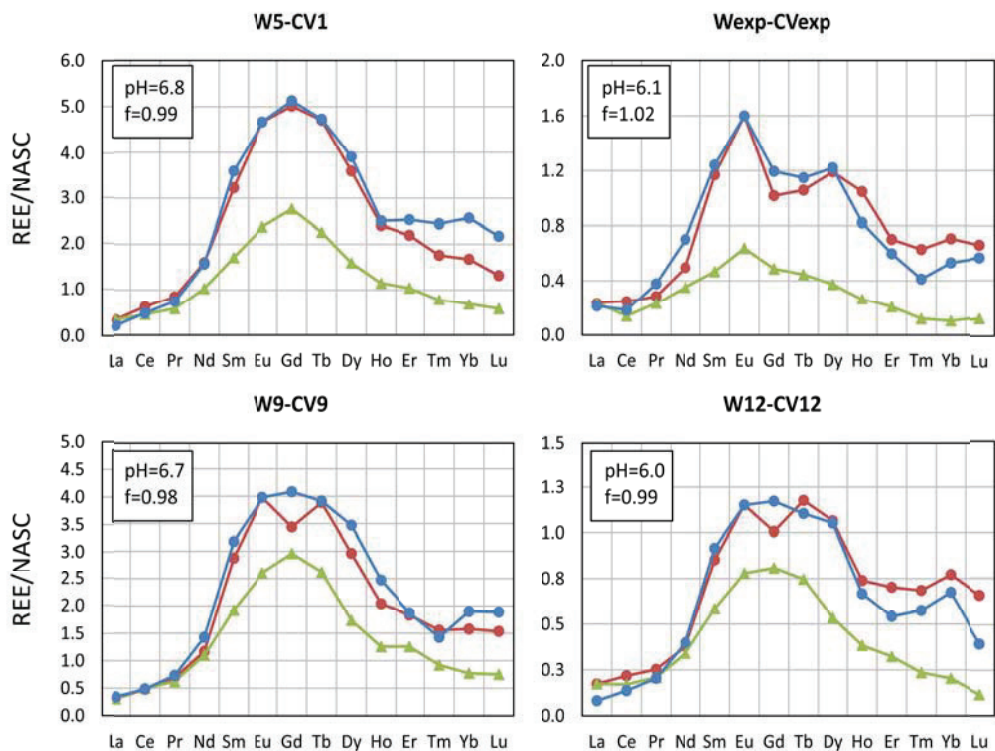 W5-CV1
6.0
5.0
4.0
3.0
2.0
1.0
0.0
REE/NASC
pH=6.8
f=0.99
La Ce Pr Nd Sm Eu Gd Tb Dy Ho Er Tm Yb Lu
Wexp-CVexp
2.0
1.6
1.2
0.8
0.4
0.0
pH=6.1
f=1.02
La Ce Pr Nd Sm Eu Gd Tb Dy Ho Er Tm Yb Lu
W9-CV9
5.0
4.5
4.0
3.5
3.0
2.5
2.0
1.5
1.0
0.5
0.0
REE/NASC
pH=6.7
f=0.98
La Ce Pr Nd Sm Eu Gd Tb Dy Ho Er Tm Yb Lu
W12-CV12
1.5
1.3
1.0
0.8
0.5
0.3
0.0
pH=6.0
f=0.99
La Ce Pr Nd Sm Eu Gd Tb Dy Ho Er Tm Yb Lu